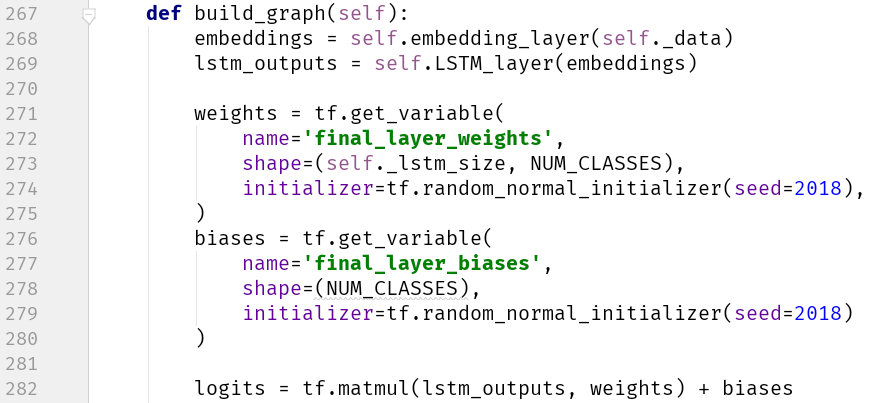 267 def build_graph(self):
268 embeddings = self.embedding_layer(self._data)
269 lstm_outputs = self.LSTM_layer(embeddings)
270
271 weights = tf.get_variable(
272 name='final_layer_weights',
273 shape=(self._lstm_size, NUM_CLASSES),
274 initializer=tf.random_normal_initializer(seed=2018),
275 )
276 biases = tf.get_variable(
277 name='final_layer_biases',
278 shape=(NUM_CLASSES),
279 initializer=tf.random_normal_initializer(seed=2018)
280 )
281
282 logits = tf.matmul(lstm_outputs, weights) + biases